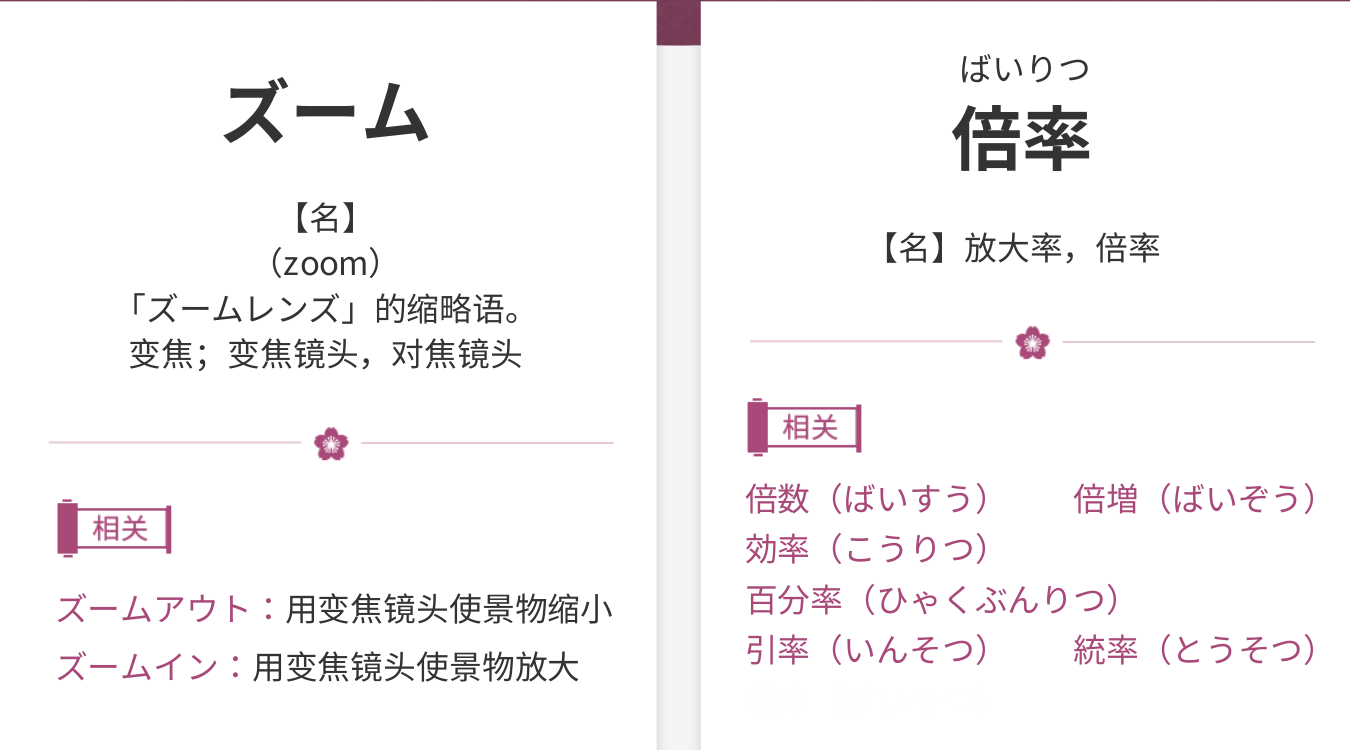 ズーム
【名】
（zoom）
「ズームレンズ」的缩略语。
变焦；变焦镜头，对焦镜头
相关
ズームアウト：用变焦镜头使景物缩小
ズームイン：用变焦镜头使景物放大
ばいりつ
倍率
【名】放大率，倍率
相关
倍数（ばいすう） 倍増（ばいぞう）
効率（こうりつ）
百分率（ひゃくぶんりつ）
引率（いんそつ） 統率（とうそつ）